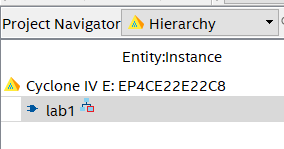 Project Navigator Hierarchy
Entity:Instance
Cyclone IV E: EP4CE22E22C8
lab1